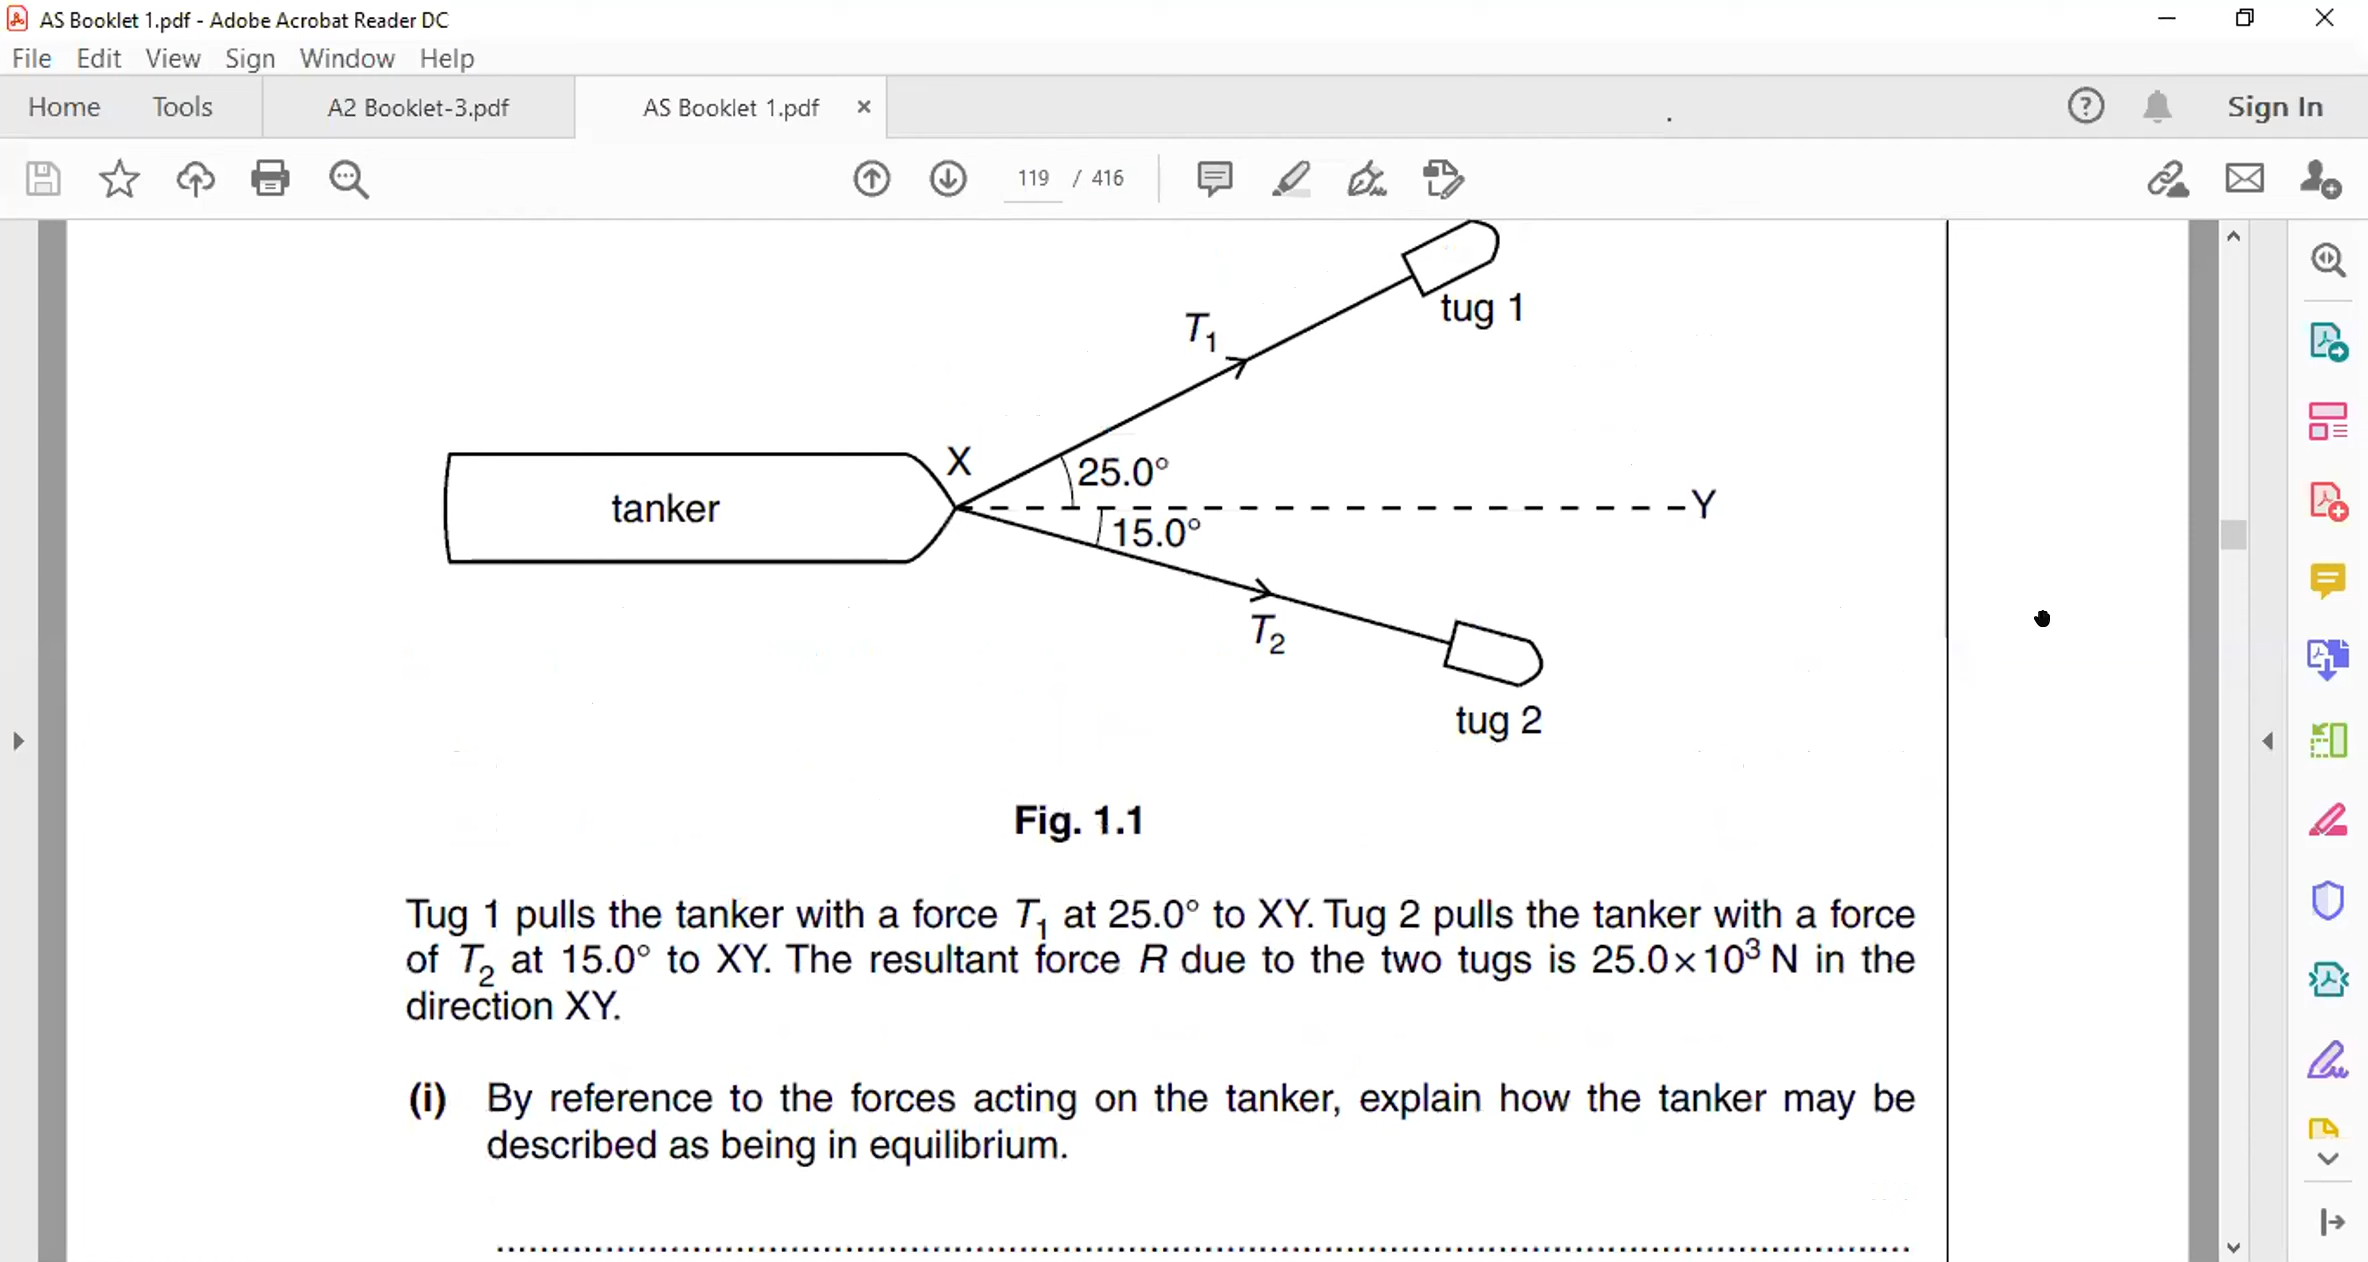 AS Booklet 1.pdf - Adobe Acrobat Reader DC
File Edit View Sign Window Help
Home Tools A2 Booklet-3.pdf AS Booklet 1.pdf × Sign In
119 / 416
tug 1
T₁
X
25.0°
tanker
Y
15.0°
T₂
tug 2
Fig. 1.1
Tug 1 pulls the tanker with a force T₁ at 25.0° to XY. Tug 2 pulls the tanker with a force
of T₂ at 15.0° to XY. The resultant force R due to the two tugs is 25.0×10³ N in the
direction XY.
(i) By reference to the forces acting on the tanker, explain how the tanker may be
described as being in equilibrium.